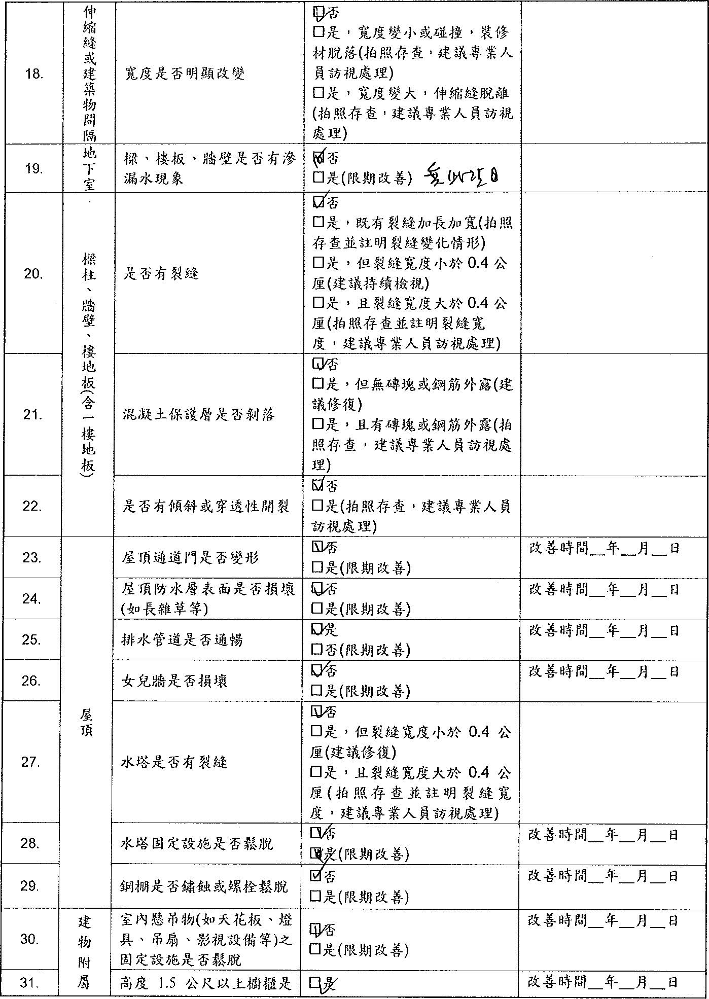 18.
伸縮縫或建築物間隔
寬度是否明顯改變
☑否
□是，寬度變小或碰撞，裝修
材脫落(拍照存查，建議專業人
員訪視處理)
□是，寬度變大，伸縮縫脫離
(拍照存查，建議專業人員訪視
處理)
19.
地下室
樑、樓板、牆壁是否有滲
漏水現象
☑否
□是(限期改善) 無此項目
20.
樑柱、牆壁、樓地板(含一樓地板)
是否有裂縫
☑否
□是，既有裂縫加長加寬(拍照
存查並註明裂縫變化情形)
□是，但裂縫寬度小於 0.4 公
厘(建議持續檢視)
□是，且裂縫寬度大於 0.4 公
厘(拍照存查並註明裂縫寬
度，建議專業人員訪視處理)
21.
混凝土保護層是否剝落
☑否
□是，但無磚塊或鋼筋外露(建
議修復)
□是，且有磚塊或鋼筋外露(拍
照存查，建議專業人員訪視處
理)
22.
是否有傾斜或穿透性開裂
☑否
□是(拍照存查，建議專業人員
訪視處理)
23.
屋頂
屋頂通道門是否變形
☑否
□是(限期改善)
改善時間__年__月__日
24.
屋頂防水層表面是否損壞
(如長雜草等)
☑否
□是(限期改善)
改善時間__年__月__日
25.
排水管道是否通暢
☑是
□否(限期改善)
改善時間__年__月__日
26.
女兒牆是否損壞
☑否
□是(限期改善)
改善時間__年__月__日
27.
水塔是否有裂縫
☑否
□是，但裂縫寬度小於 0.4 公
厘(建議修復)
□是，且裂縫寬度大於 0.4 公
厘(拍照存查並註明裂縫寬
度，建議專業人員訪視處理)
28.
水塔固定設施是否鬆脫
☑否
☑是(限期改善)
改善時間__年__月__日
29.
鋼棚是否鏽蝕或螺栓鬆脫
☑否
□是(限期改善)
改善時間__年__月__日
30.
建物附屬
室內懸吊物(如天花板、燈
具、吊扇、影視設備等)之
固定設施是否鬆脫
☑否
□是(限期改善)
改善時間__年__月__日
31.
高度 1.5 公尺以上櫥櫃是
☑是
改善時間__年__月__日